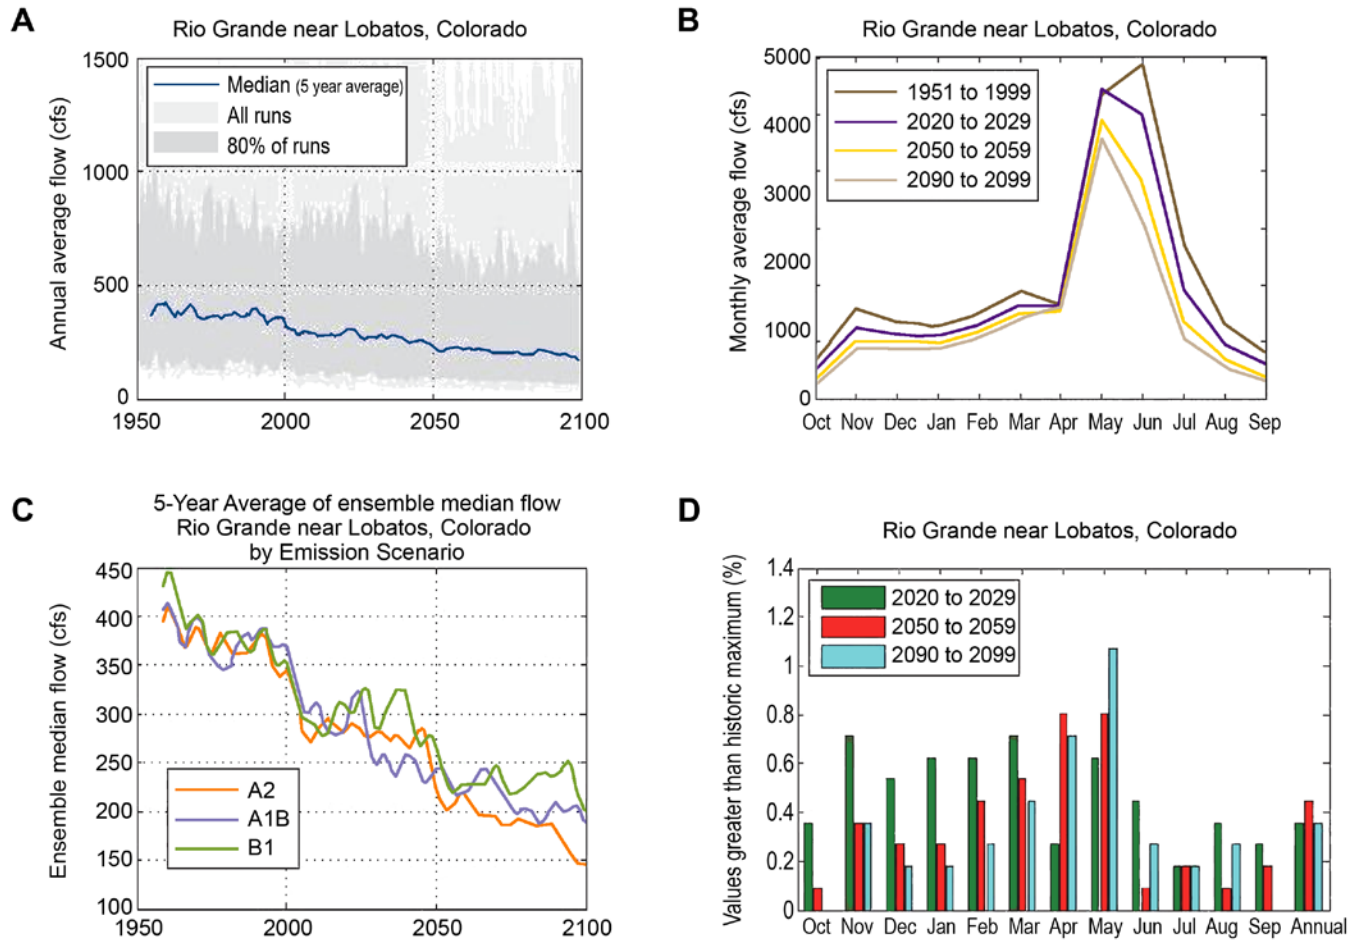 A
Rio Grande near Lobatos, Colorado
Annual average flow (cfs)
1500
1000
500
0
Median (5 year average)
All runs
80% of runs
1950
2000
2050
2100
B
Rio Grande near Lobatos, Colorado
Monthly average flow (cfs)
5000
4000
3000
2000
1000
0
1951 to 1999
2020 to 2029
2050 to 2059
2090 to 2099
Oct Nov Dec Jan Feb Mar Apr May Jun Jul Aug Sep
C
5-Year Average of ensemble median flow
Rio Grande near Lobatos, Colorado
by Emission Scenario
Ensemble median flow (cfs)
450
400
350
300
250
200
150
100
A2
A1B
B1
1950
2000
2050
2100
D
Rio Grande near Lobatos, Colorado
Values greater than historic maximum (%)
1.4
1.2
1
0.8
0.6
0.4
0.2
0
2020 to 2029
2050 to 2059
2090 to 2099
Oct Nov Dec Jan Feb Mar Apr May Jun Jul Aug Sep Annual